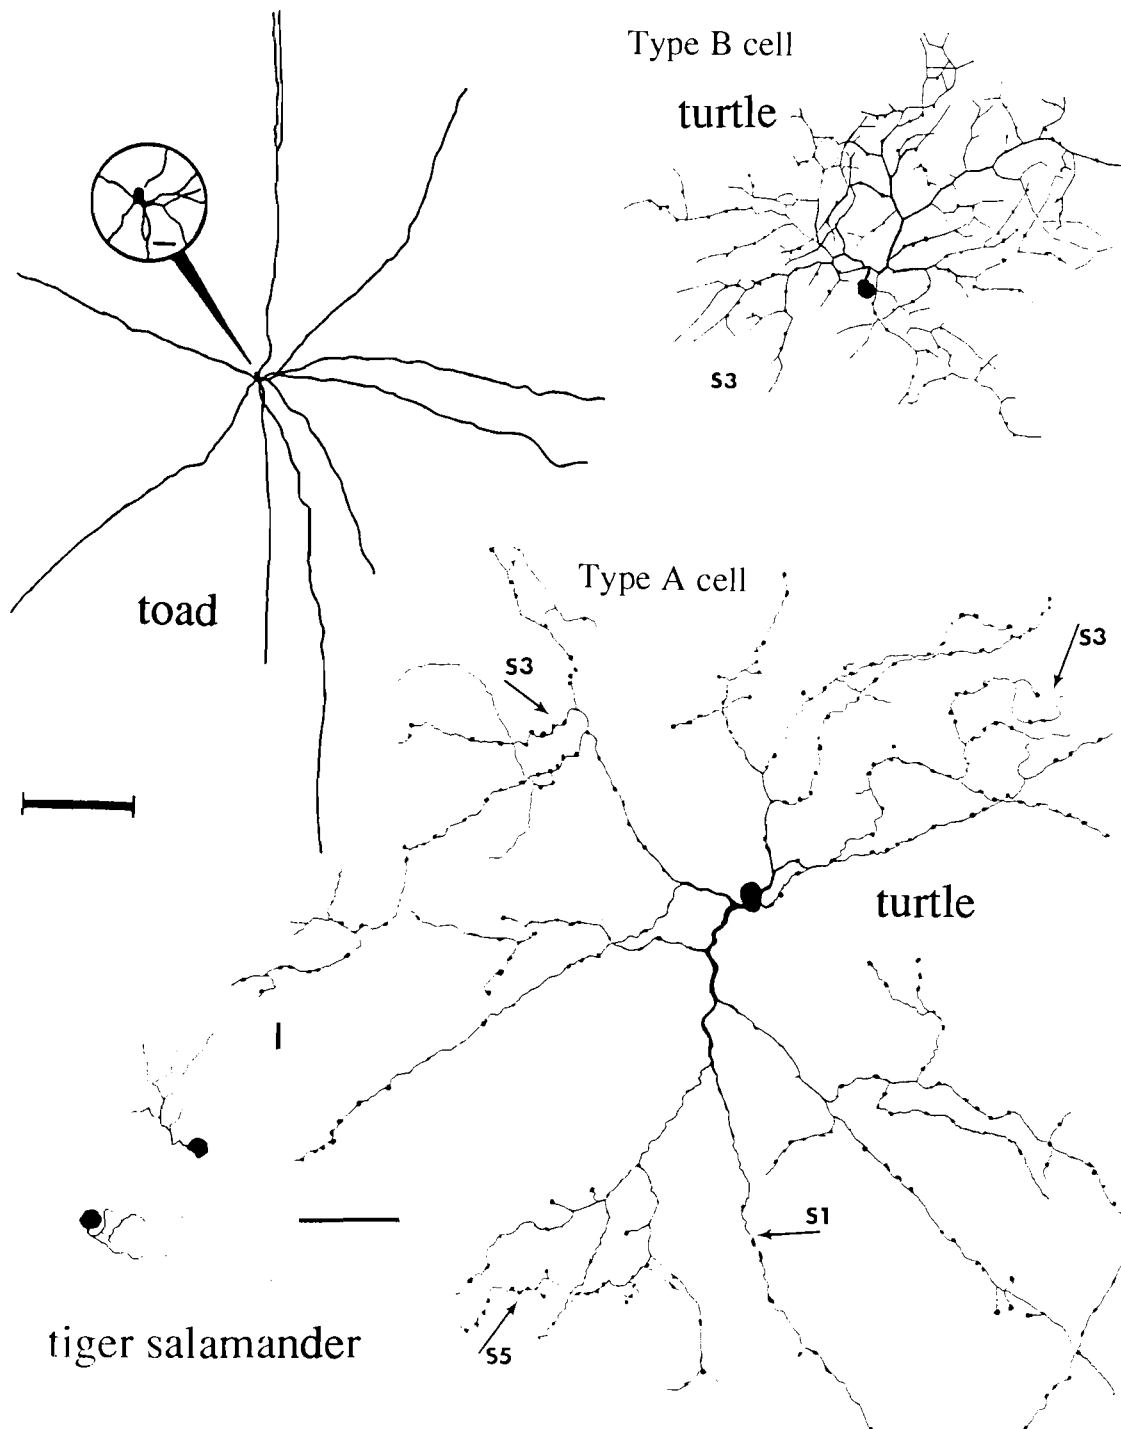 Type B cell
turtle
S3
toad
Type A cell
S3
S3
turtle
S1
S5
tiger salamander